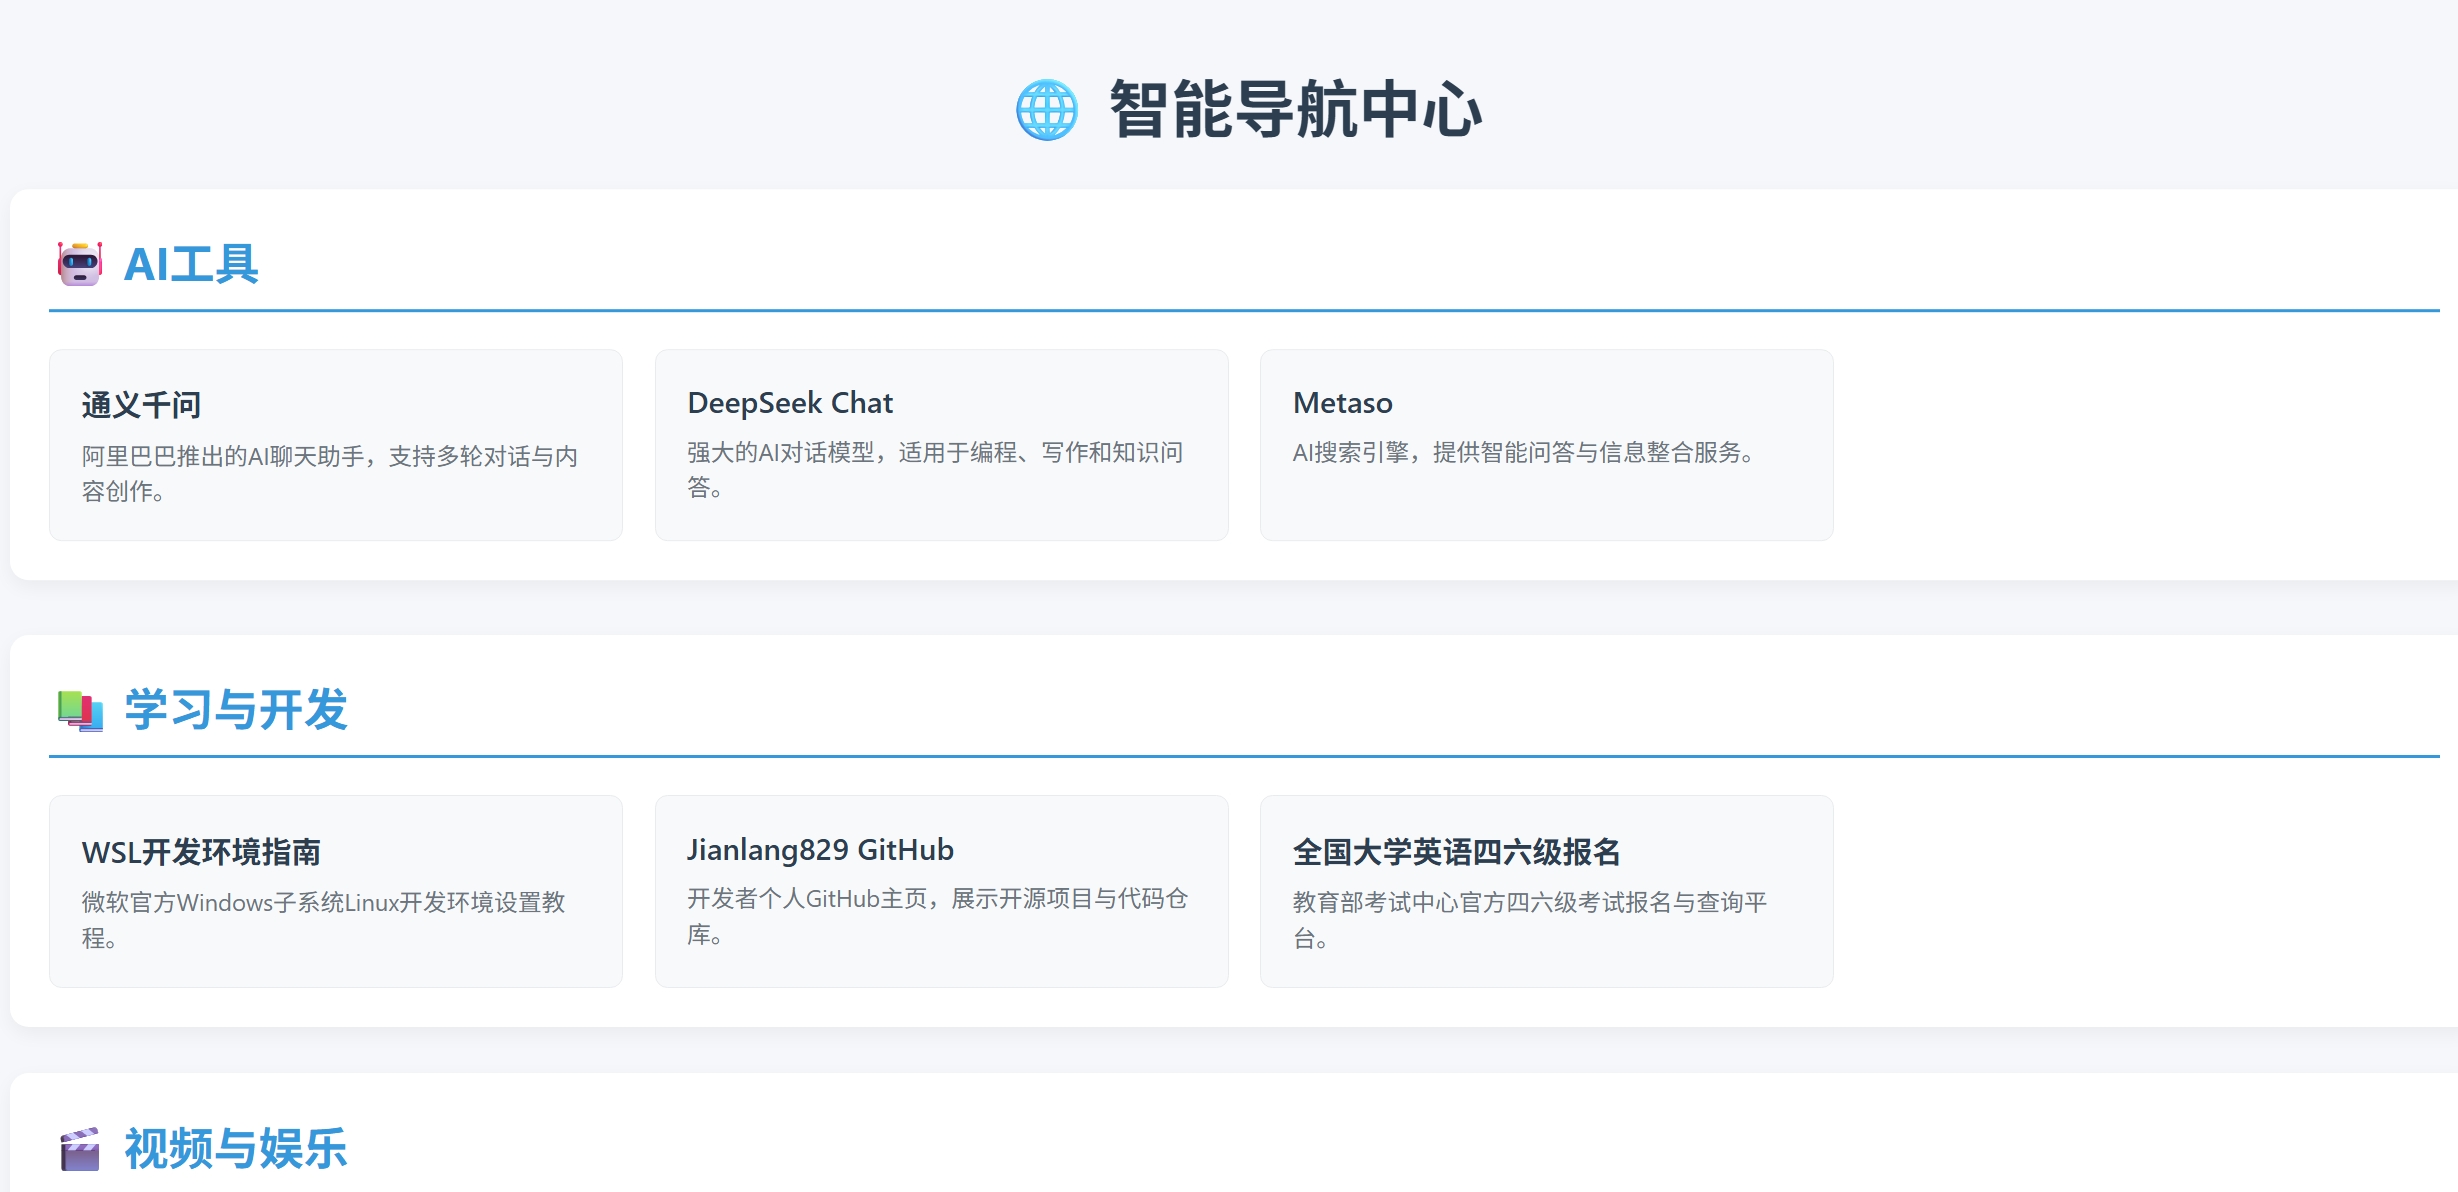 智能导航中心
AI工具
通义千问
阿里巴巴推出的AI聊天助手，支持多轮对话与内
容创作。
DeepSeek Chat
强大的AI对话模型，适用于编程、写作和知识问
答。
Metaso
AI搜索引擎，提供智能问答与信息整合服务。
学习与开发
WSL开发环境指南
微软官方Windows子系统Linux开发环境设置教
程。
Jianlang829 GitHub
开发者个人GitHub主页，展示开源项目与代码仓
库。
全国大学英语四六级报名
教育部考试中心官方四六级考试报名与查询平
台。
视频与娱乐